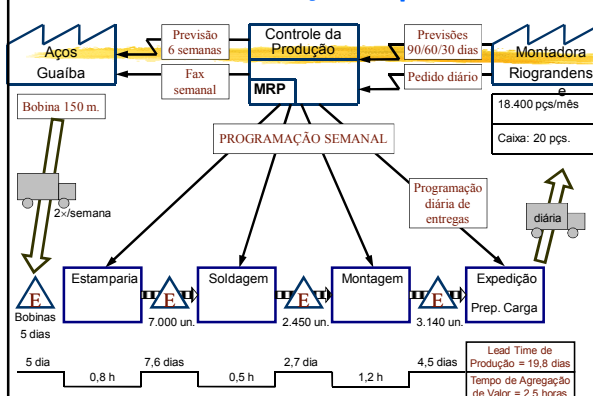 Previsão
6 semanas
Controle da
Produção
Previsões
90/60/30 dias
Aços
Guaíba
Montadora
Riograndens
e
Fax
semanal
MRP
Pedido diário
Bobina 150 m.
18.400 pçs/mês
Caixa: 20 pçs.
PROGRAMAÇÃO SEMANAL
Programação
diária de
entregas
2×/semana
diária
E
Bobinas
5 dias
Estamparia
E
7.000 un.
Soldagem
E
2.450 un.
Montagem
E
3.140 un.
Expedição
Prep. Carga
5 dia
0,8 h
7,6 dias
0,5 h
2,7 dia
1,2 h
4,5 dias
Lead Time de
Produção = 19,8 dias
Tempo de Agregação
de Valor = 2,5 horas